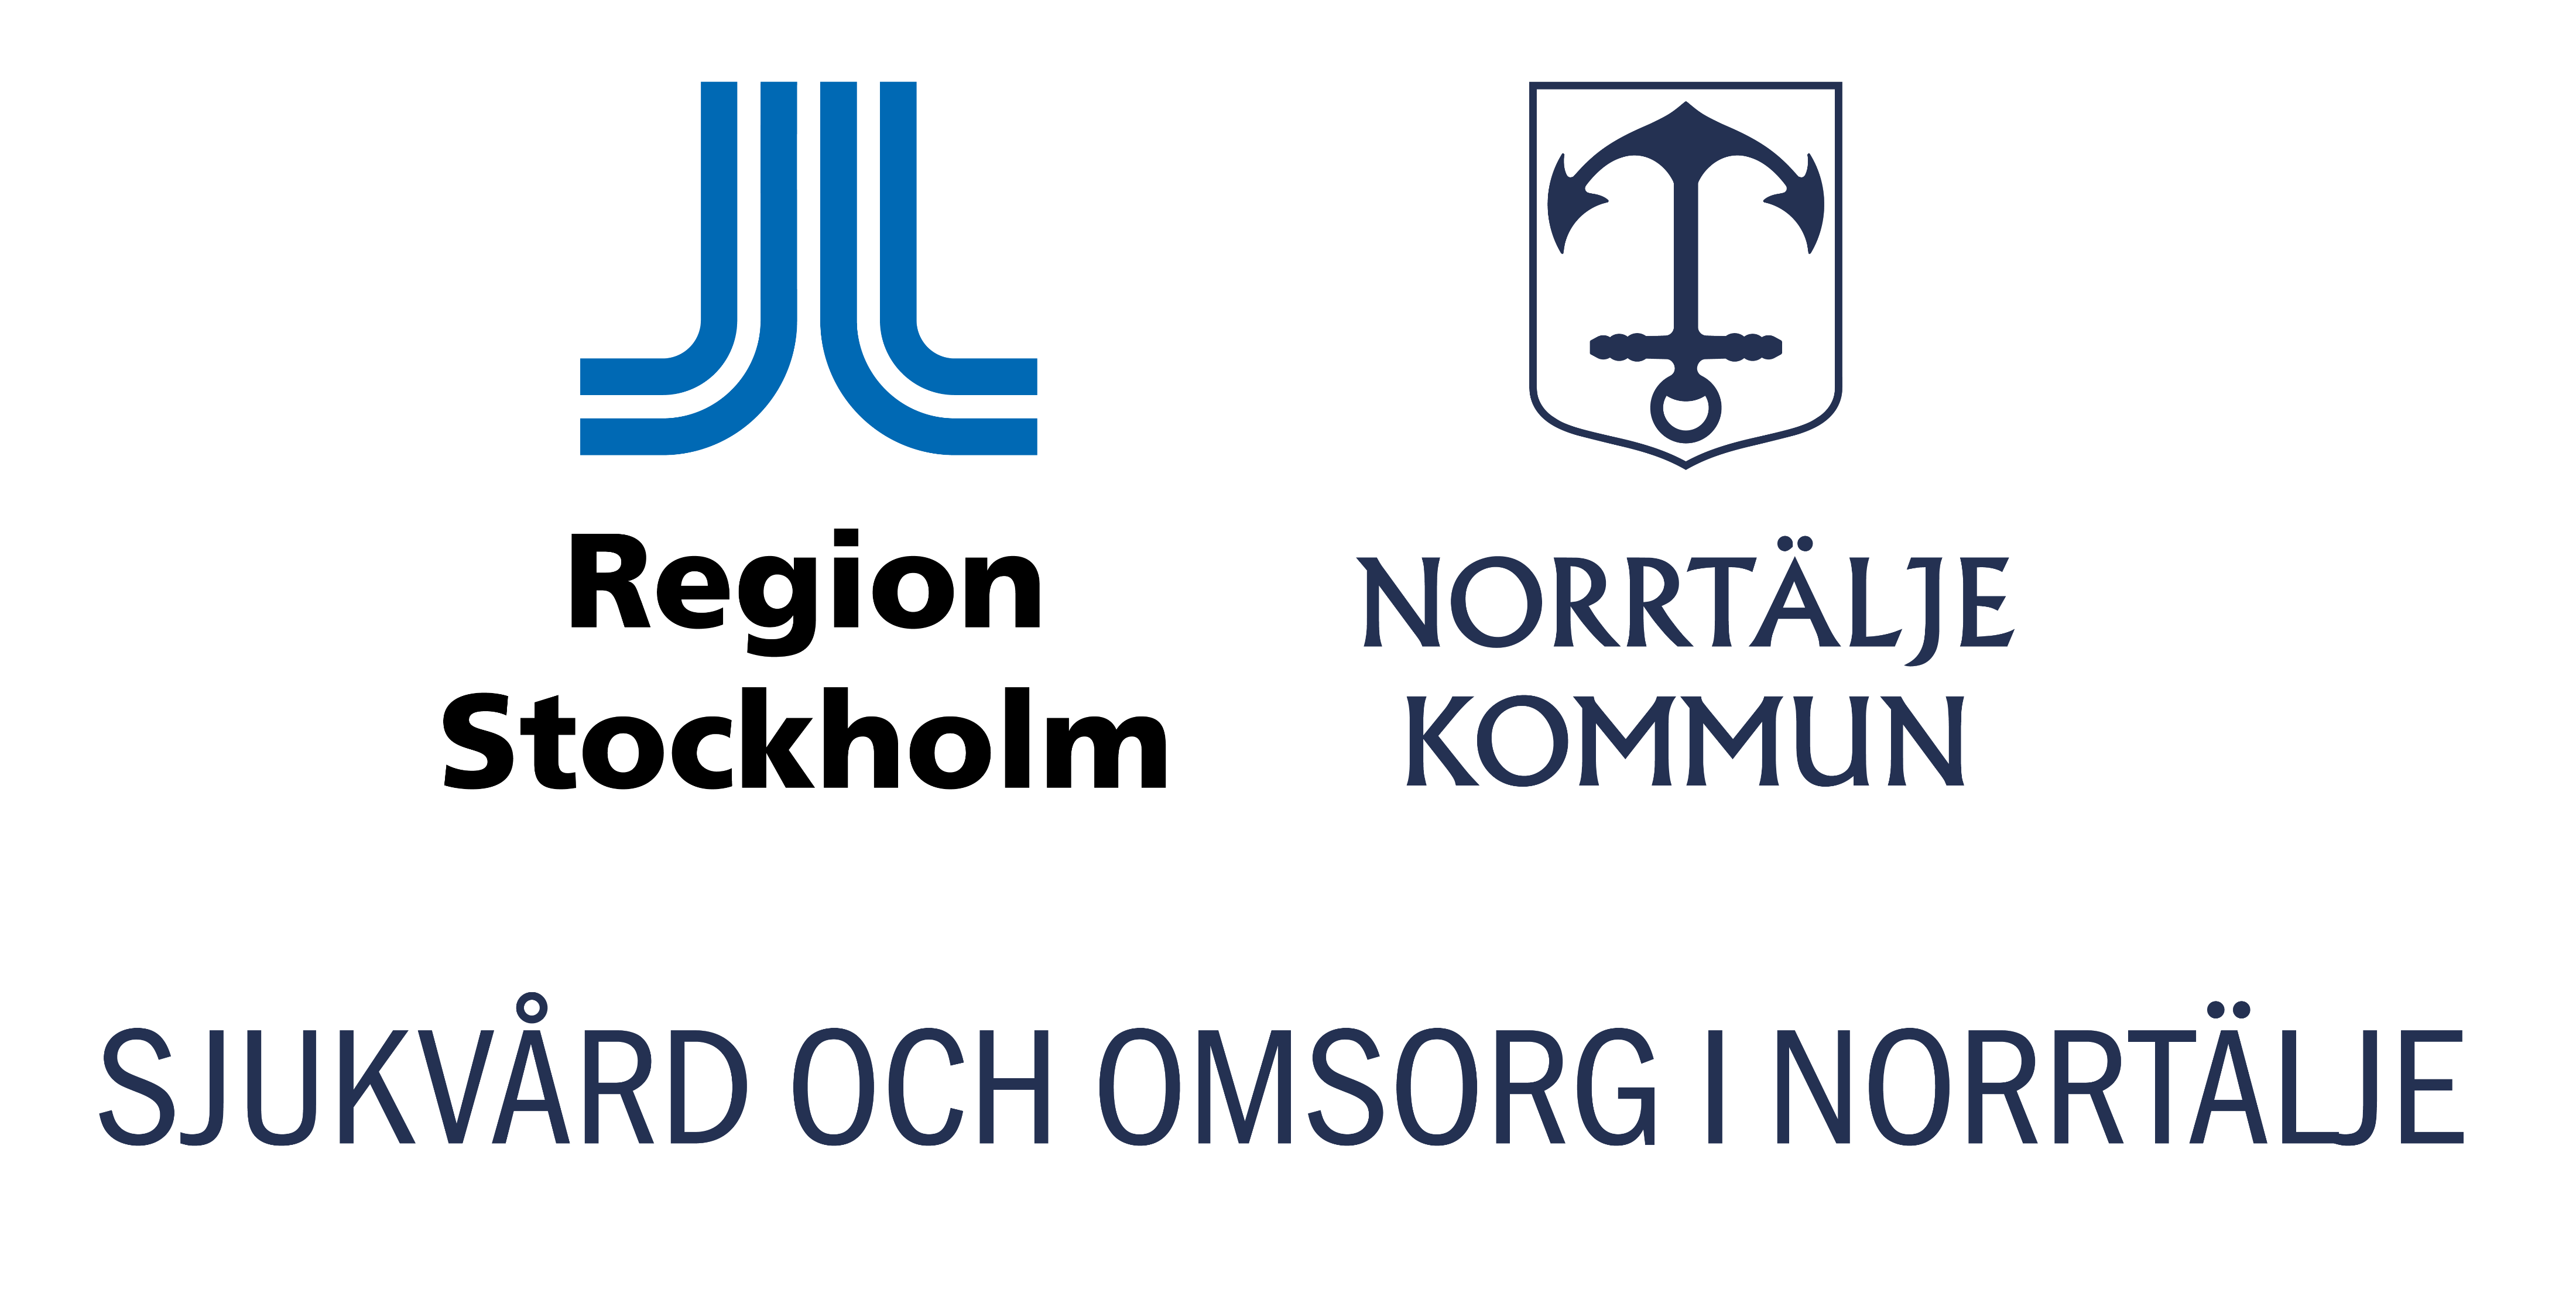 Region
Stockholm
NORRTÄLJE
KOMMUN
SJUKVÅRD OCH OMSORG I NORRTÄLJE